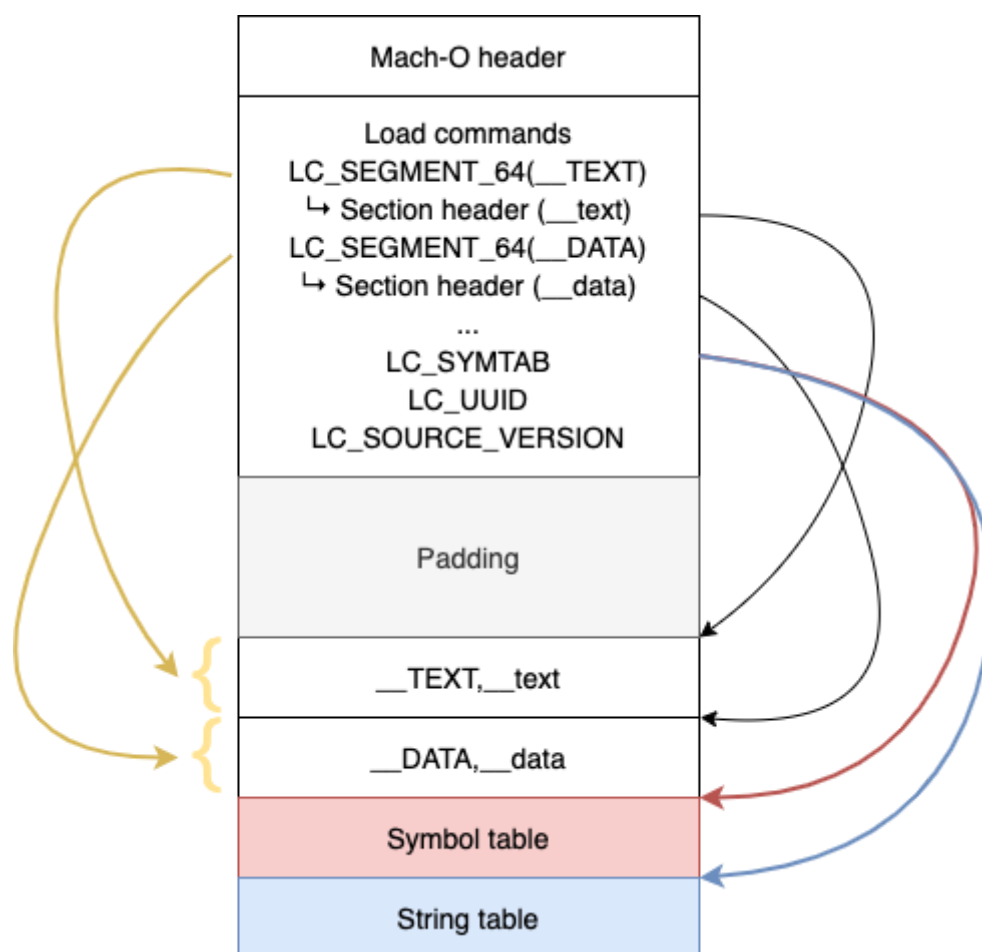 Mach-O header
Load commands
LC_SEGMENT_64(__TEXT)
↳ Section header (__text)
LC_SEGMENT_64(__DATA)
↳ Section header (__data)
...
LC_SYMTAB
LC_UUID
LC_SOURCE_VERSION
Padding
__TEXT,__text
__DATA,__data
Symbol table
String table